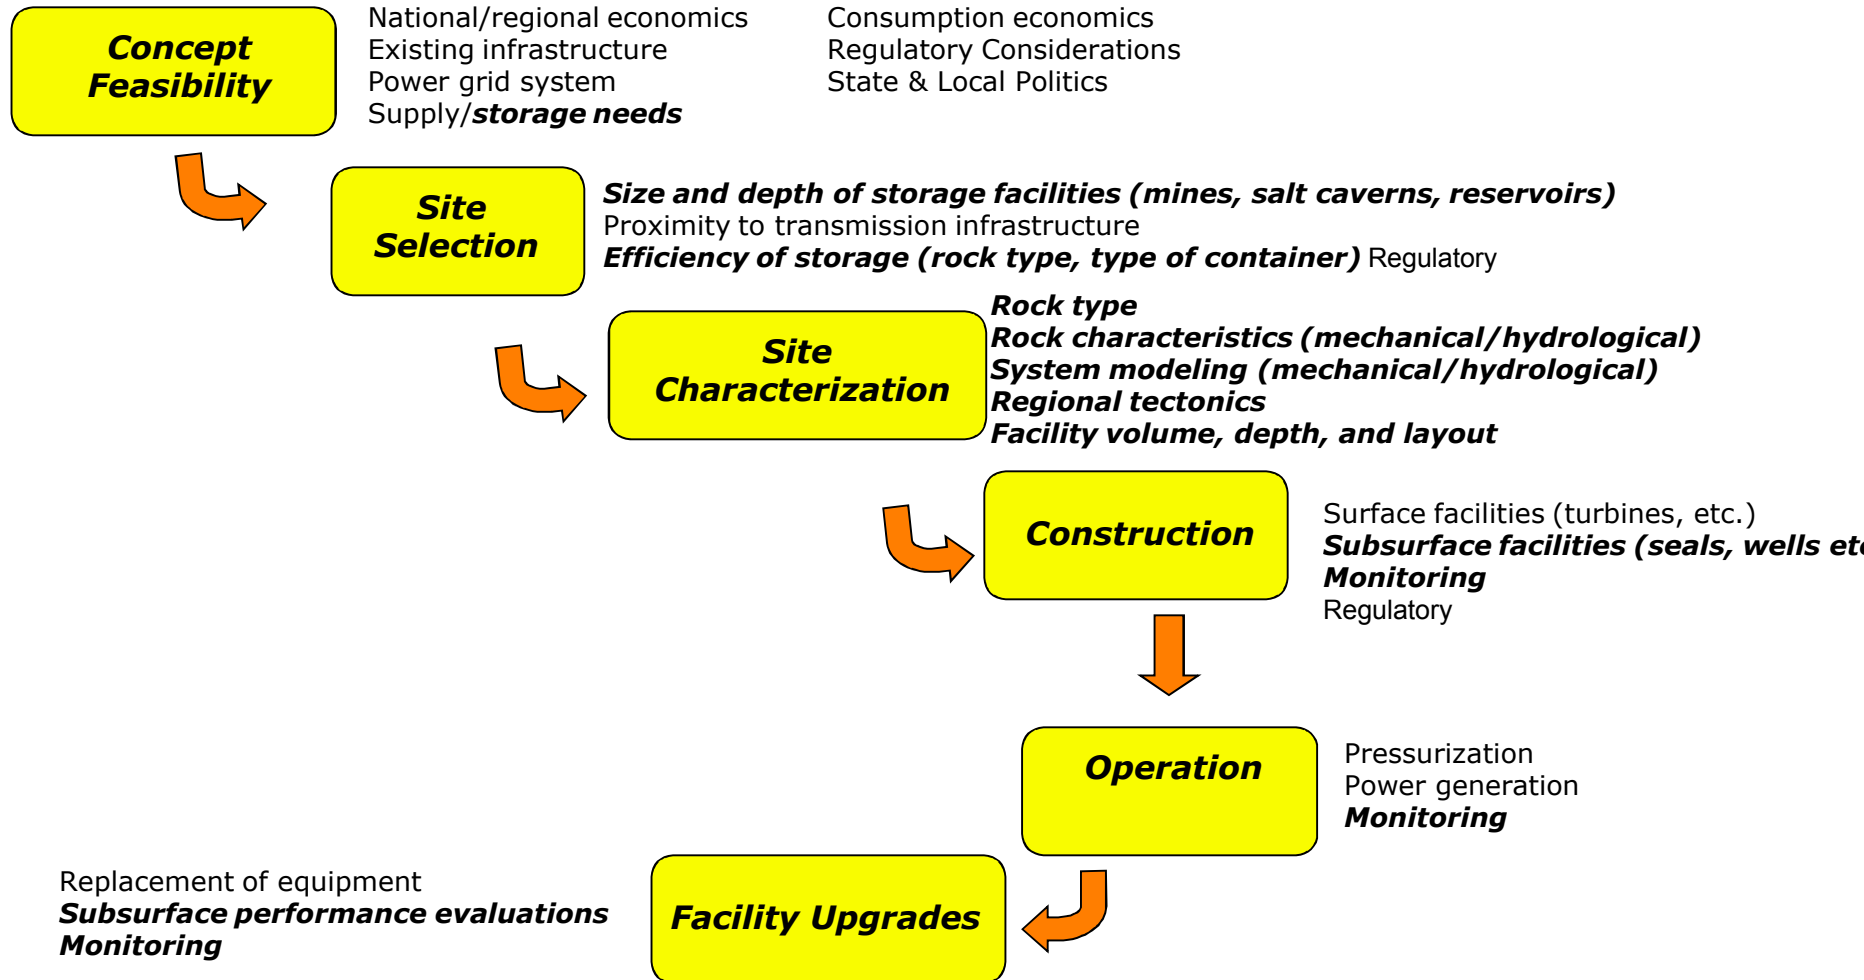 Concept
Feasibility
National/regional economics
Existing infrastructure
Power grid system
Supply/storage needs
Consumption economics
Regulatory Considerations
State & Local Politics
Site
Selection
Size and depth of storage facilities (mines, salt caverns, reservoirs)
Proximity to transmission infrastructure
Efficiency of storage (rock type, type of container) Regulatory
Site
Characterization
Rock type
Rock characteristics (mechanical/hydrological)
System modeling (mechanical/hydrological)
Regional tectonics
Facility volume, depth, and layout
Construction
Surface facilities (turbines, etc.)
Subsurface facilities (seals, wells etc
Monitoring
Regulatory
Operation
Pressurization
Power generation
Monitoring
Facility Upgrades
Replacement of equipment
Subsurface performance evaluations
Monitoring